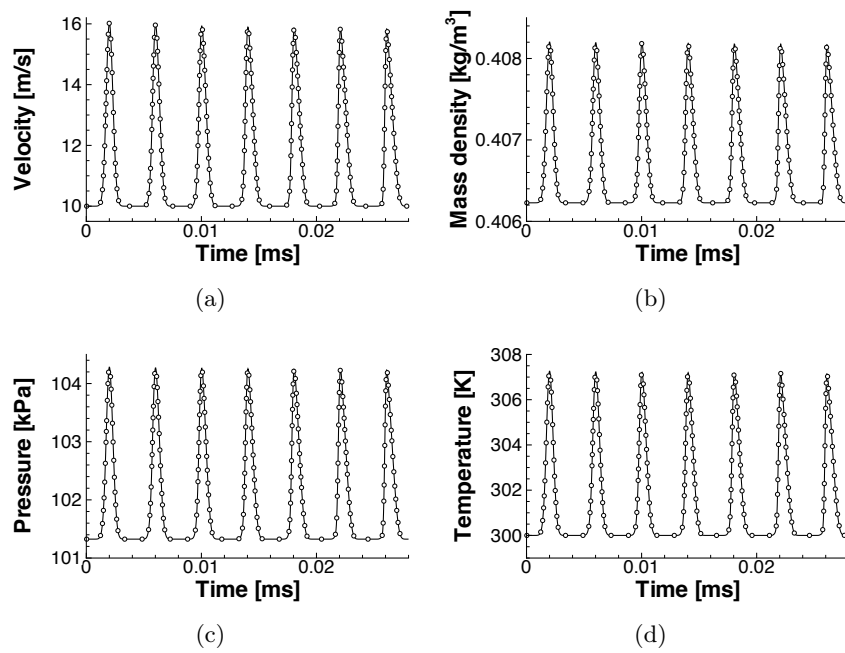 Velocity [m/s]
16
14
12
10
0
0.01
0.02
Time [ms]
(a)
Mass density [kg/m³]
0.408
0.407
0.406
0
0.01
0.02
Time [ms]
(b)
Pressure [kPa]
104
103
102
101
0
0.01
0.02
Time [ms]
(c)
Temperature [K]
308
306
304
302
300
0
0.01
0.02
Time [ms]
(d)